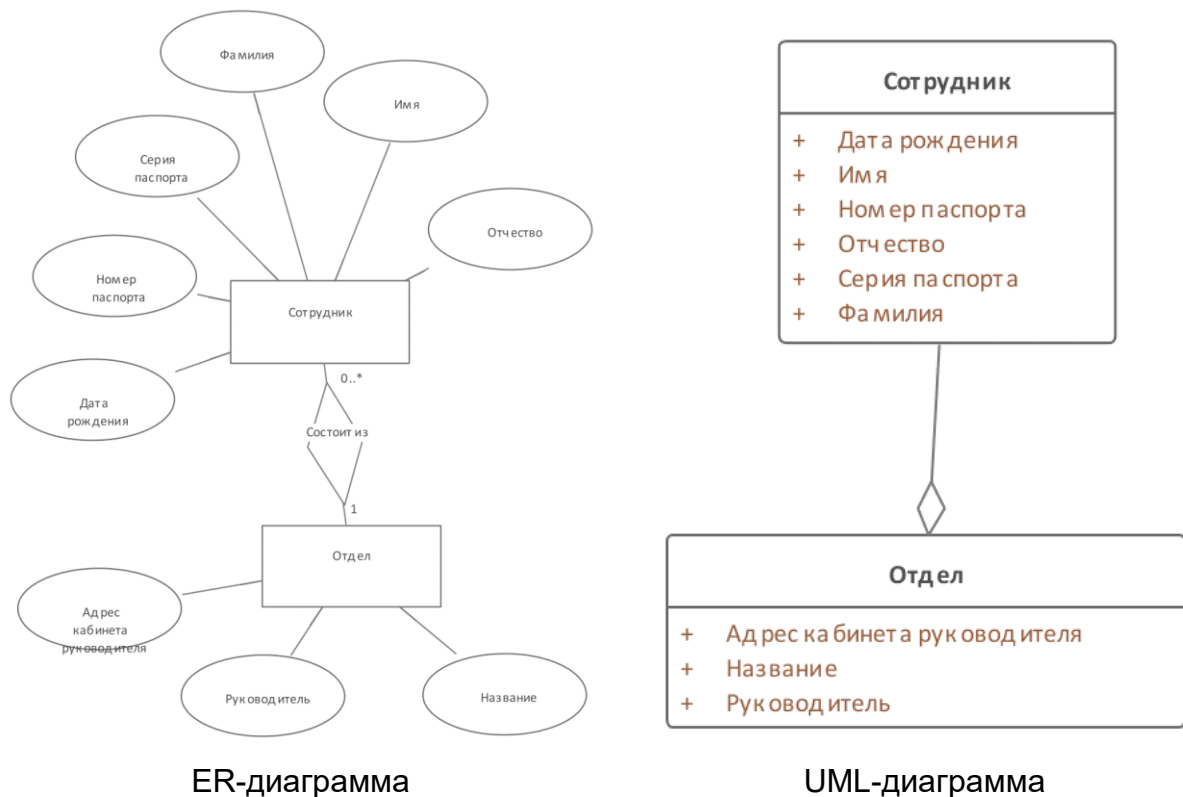 Фамилия
Имя
Серия
паспорта
Отчество
Номер
паспорта
Сотрудник
Дата
рождения
0..*
Состоит из
1
Отдел
Адрес
кабинета
руководителя
Руководитель
Название
ER-диаграмма
Сотрудник
+ Дата рождения
+ Имя
+ Номер паспорта
+ Отчество
+ Серия паспорта
+ Фамилия
Отдел
+ Адрес кабинета руководителя
+ Название
+ Руководитель
UML-диаграмма